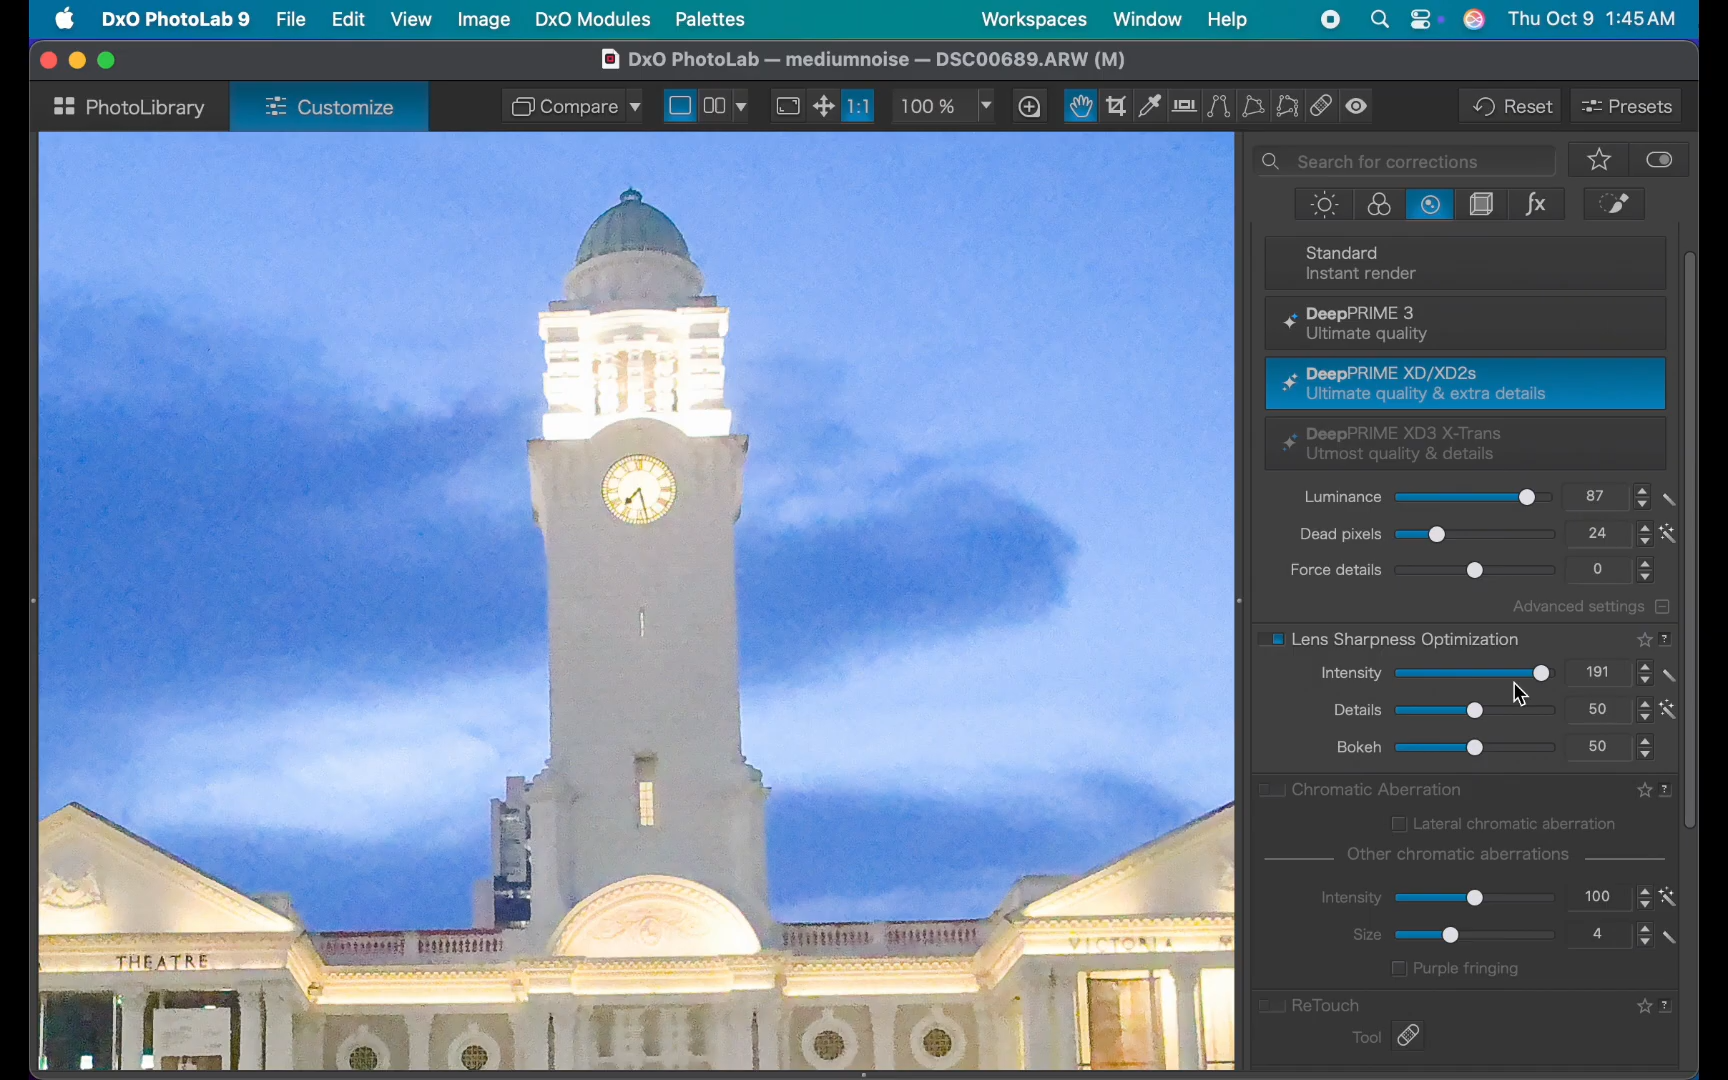 DxO PhotoLab 9 File Edit View Image DxO Modules Palettes Workspaces Window Help Thu Oct 9 1:45 AM
DxO PhotoLab — mediumnoise — DSC00689.ARW (M)
PhotoLibrary Customize Compare 1:1 100 % Reset Presets
Search for corrections
fx
Standard
Instant render
DeepPRIME 3
Ultimate quality
DeepPRIME XD/XD2s
Ultimate quality & extra details
DeepPRIME XD3 X-Trans
Utmost quality & details
Luminance 87
Dead pixels 24
Force details 0
Advanced settings
Lens Sharpness Optimization ?
Intensity 191
Details 50
Bokeh 50
Chromatic Aberration ?
Lateral chromatic aberration
Other chromatic aberrations
Intensity 100
Size 4
Purple fringing
ReTouch ?
Tool
THEATRE
VICTORIA M